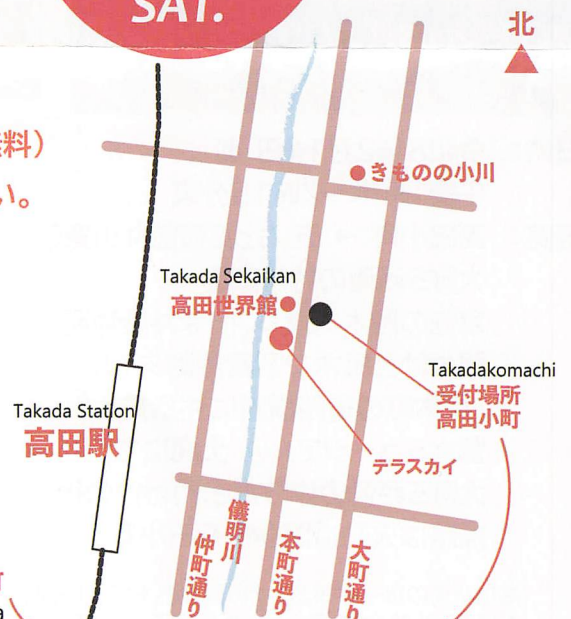 SAT.
北
料）
い。
きものの小川
Takada Sekaikan
高田世界館
Takadakomachi
受付場所
高田小町
Takada Station
高田駅
テラスカイ
儀明川
仲町通り
本町通り
大町通り